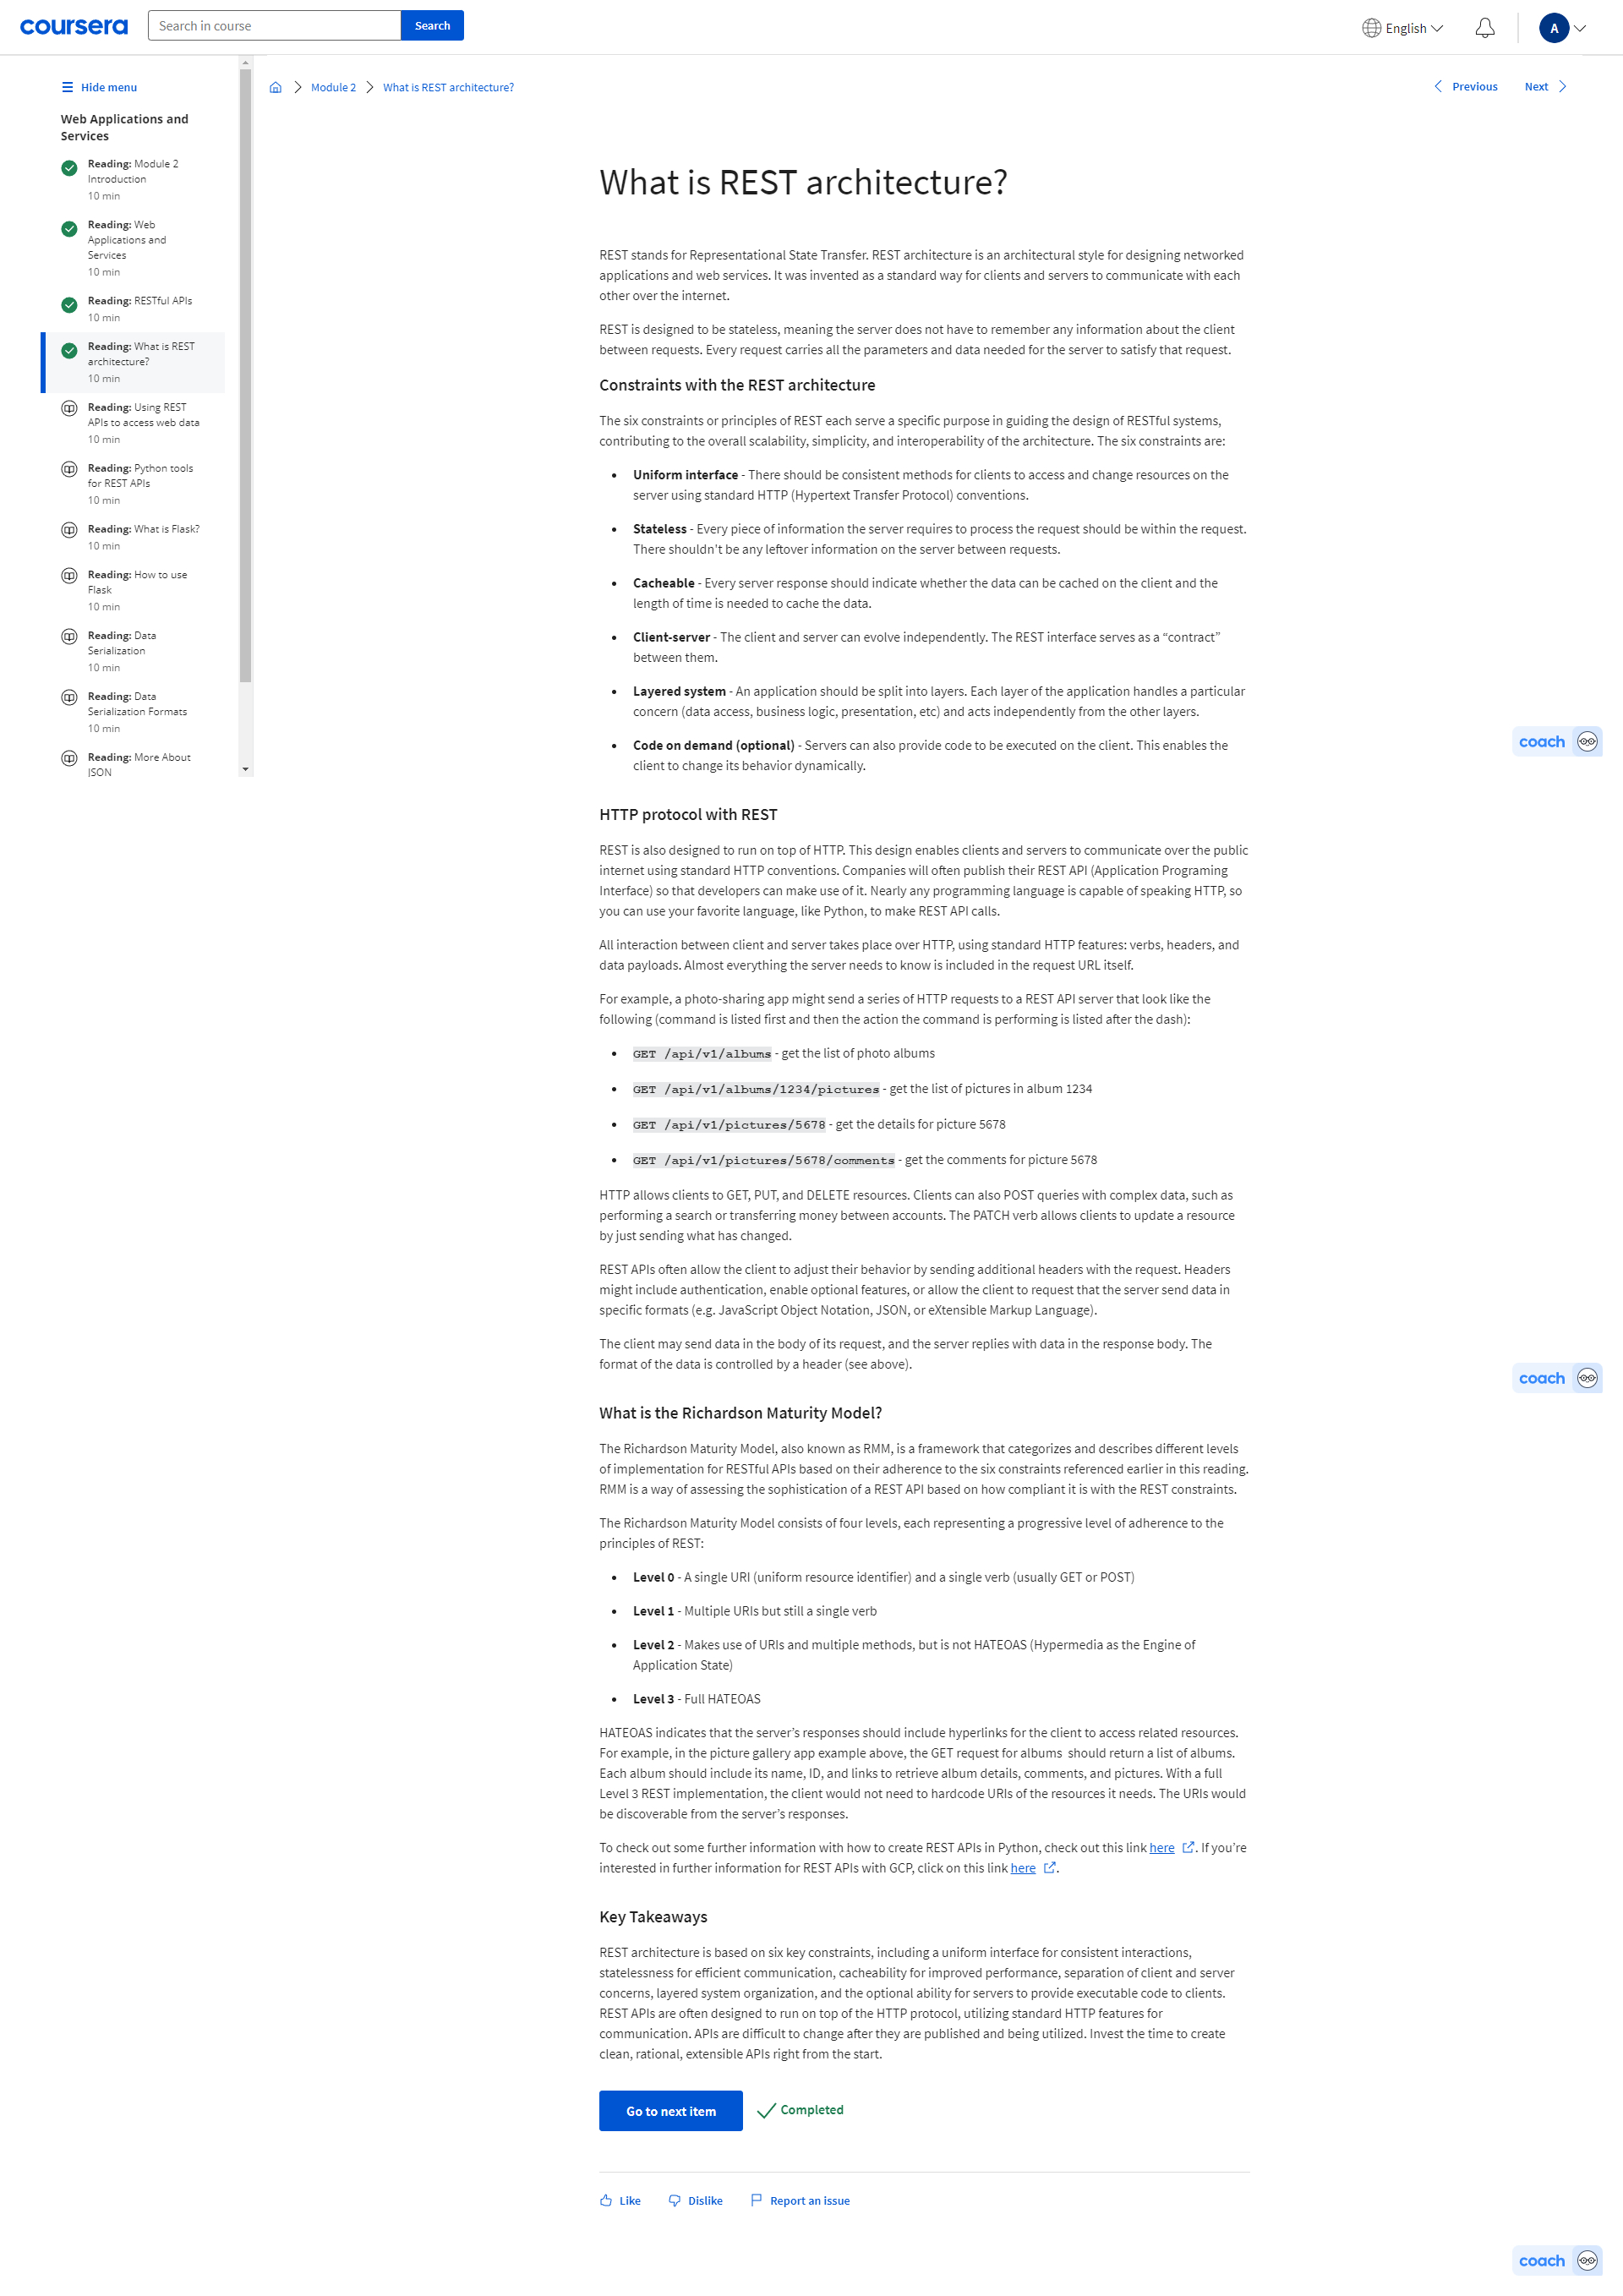 coursera
Search in course
Search
English
A
Hide menu
Web Applications and
Services
Reading: Module 2
Introduction
10 min
Reading: Web
Applications and
Services
10 min
Reading: RESTful APIs
10 min
Reading: What is REST
architecture?
10 min
Reading: Using REST
APIs to access web data
10 min
Reading: Python tools
for REST APIs
10 min
Reading: What is Flask?
10 min
Reading: How to use
Flask
10 min
Reading: Data
Serialization
10 min
Reading: Data
Serialization Formats
10 min
Reading: More About
JSON
Module 2
What is REST architecture?
Previous
Next
What is REST architecture?
REST stands for Representational State Transfer. REST architecture is an architectural style for designing networked
applications and web services. It was invented as a standard way for clients and servers to communicate with each
other over the internet.
REST is designed to be stateless, meaning the server does not have to remember any information about the client
between requests. Every request carries all the parameters and data needed for the server to satisfy that request.
Constraints with the REST architecture
The six constraints or principles of REST each serve a specific purpose in guiding the design of RESTful systems,
contributing to the overall scalability, simplicity, and interoperability of the architecture. The six constraints are:
• Uniform interface - There should be consistent methods for clients to access and change resources on the
server using standard HTTP (Hypertext Transfer Protocol) conventions.
• Stateless - Every piece of information the server requires to process the request should be within the request.
There shouldn't be any leftover information on the server between requests.
• Cacheable - Every server response should indicate whether the data can be cached on the client and the
length of time is needed to cache the data.
• Client-server - The client and server can evolve independently. The REST interface serves as a “contract”
between them.
• Layered system - An application should be split into layers. Each layer of the application handles a particular
concern (data access, business logic, presentation, etc) and acts independently from the other layers.
• Code on demand (optional) - Servers can also provide code to be executed on the client. This enables the
client to change its behavior dynamically.
coach
HTTP protocol with REST
REST is also designed to run on top of HTTP. This design enables clients and servers to communicate over the public
internet using standard HTTP conventions. Companies will often publish their REST API (Application Programing
Interface) so that developers can make use of it. Nearly any programming language is capable of speaking HTTP, so
you can use your favorite language, like Python, to make REST API calls.
All interaction between client and server takes place over HTTP, using standard HTTP features: verbs, headers, and
data payloads. Almost everything the server needs to know is included in the request URL itself.
For example, a photo-sharing app might send a series of HTTP requests to a REST API server that look like the
following (command is listed first and then the action the command is performing is listed after the dash):
• GET /api/v1/albums - get the list of photo albums
• GET /api/v1/albums/1234/pictures - get the list of pictures in album 1234
• GET /api/v1/pictures/5678 - get the details for picture 5678
• GET /api/v1/pictures/5678/comments - get the comments for picture 5678
HTTP allows clients to GET, PUT, and DELETE resources. Clients can also POST queries with complex data, such as
performing a search or transferring money between accounts. The PATCH verb allows clients to update a resource
by just sending what has changed.
REST APIs often allow the client to adjust their behavior by sending additional headers with the request. Headers
might include authentication, enable optional features, or allow the client to request that the server send data in
specific formats (e.g. JavaScript Object Notation, JSON, or eXtensible Markup Language).
The client may send data in the body of its request, and the server replies with data in the response body. The
format of the data is controlled by a header (see above).
coach
What is the Richardson Maturity Model?
The Richardson Maturity Model, also known as RMM, is a framework that categorizes and describes different levels
of implementation for RESTful APIs based on their adherence to the six constraints referenced earlier in this reading.
RMM is a way of assessing the sophistication of a REST API based on how compliant it is with the REST constraints.
The Richardson Maturity Model consists of four levels, each representing a progressive level of adherence to the
principles of REST:
• Level 0 - A single URI (uniform resource identifier) and a single verb (usually GET or POST)
• Level 1 - Multiple URIs but still a single verb
• Level 2 - Makes use of URIs and multiple methods, but is not HATEOAS (Hypermedia as the Engine of
Application State)
• Level 3 - Full HATEOAS
HATEOAS indicates that the server’s responses should include hyperlinks for the client to access related resources.
For example, in the picture gallery app example above, the GET request for albums should return a list of albums.
Each album should include its name, ID, and links to retrieve album details, comments, and pictures. With a full
Level 3 REST implementation, the client would not need to hardcode URIs of the resources it needs. The URIs would
be discoverable from the server’s responses.
To check out some further information with how to create REST APIs in Python, check out this link here. If you’re
interested in further information for REST APIs with GCP, click on this link here.
Key Takeaways
REST architecture is based on six key constraints, including a uniform interface for consistent interactions,
statelessness for efficient communication, cacheability for improved performance, separation of client and server
concerns, layered system organization, and the optional ability for servers to provide executable code to clients.
REST APIs are often designed to run on top of the HTTP protocol, utilizing standard HTTP features for
communication. APIs are difficult to change after they are published and being utilized. Invest the time to create
clean, rational, extensible APIs right from the start.
Go to next item
Completed
Like
Dislike
Report an issue
coach